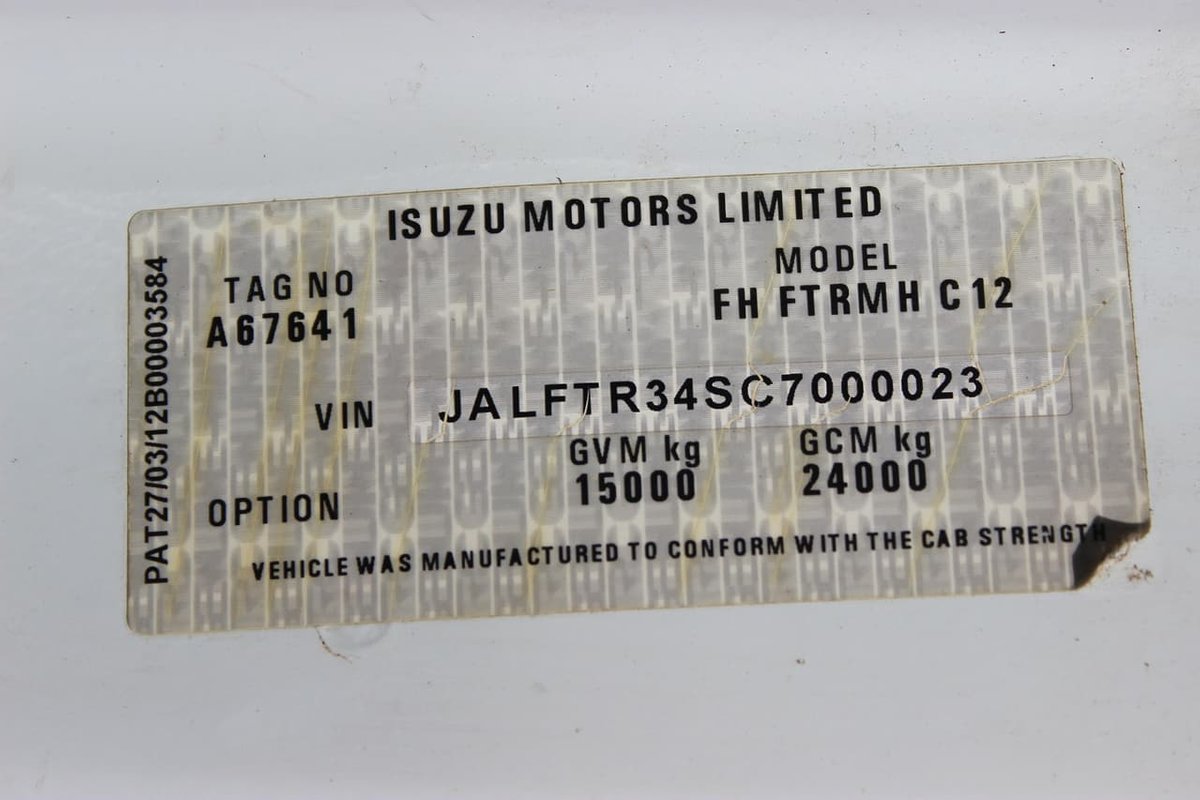 ISUZU MOTORS LIMITED
TAG NO
A67641
MODEL
FH FTRMH C12
VIN JALFTR34SC7000023
GVM kg
15000
GCM kg
24000
OPTION
VEHICLE WAS MANUFACTURED TO CONFORM WITH THE CAB STRENGTH
PAT27/03/12B00003584